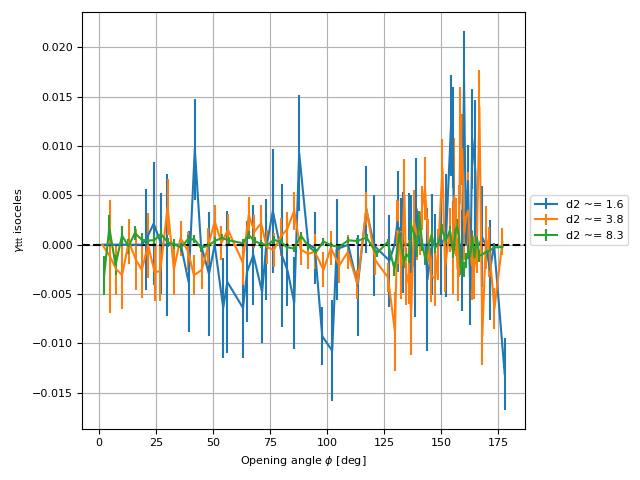 0.020
0.015
0.010
0.005
0.000
−0.005
−0.010
−0.015
γttt isoceles
0 25 50 75 100 125 150 175
Opening angle ϕ [deg]
d2 ~= 1.6
d2 ~= 3.8
d2 ~= 8.3